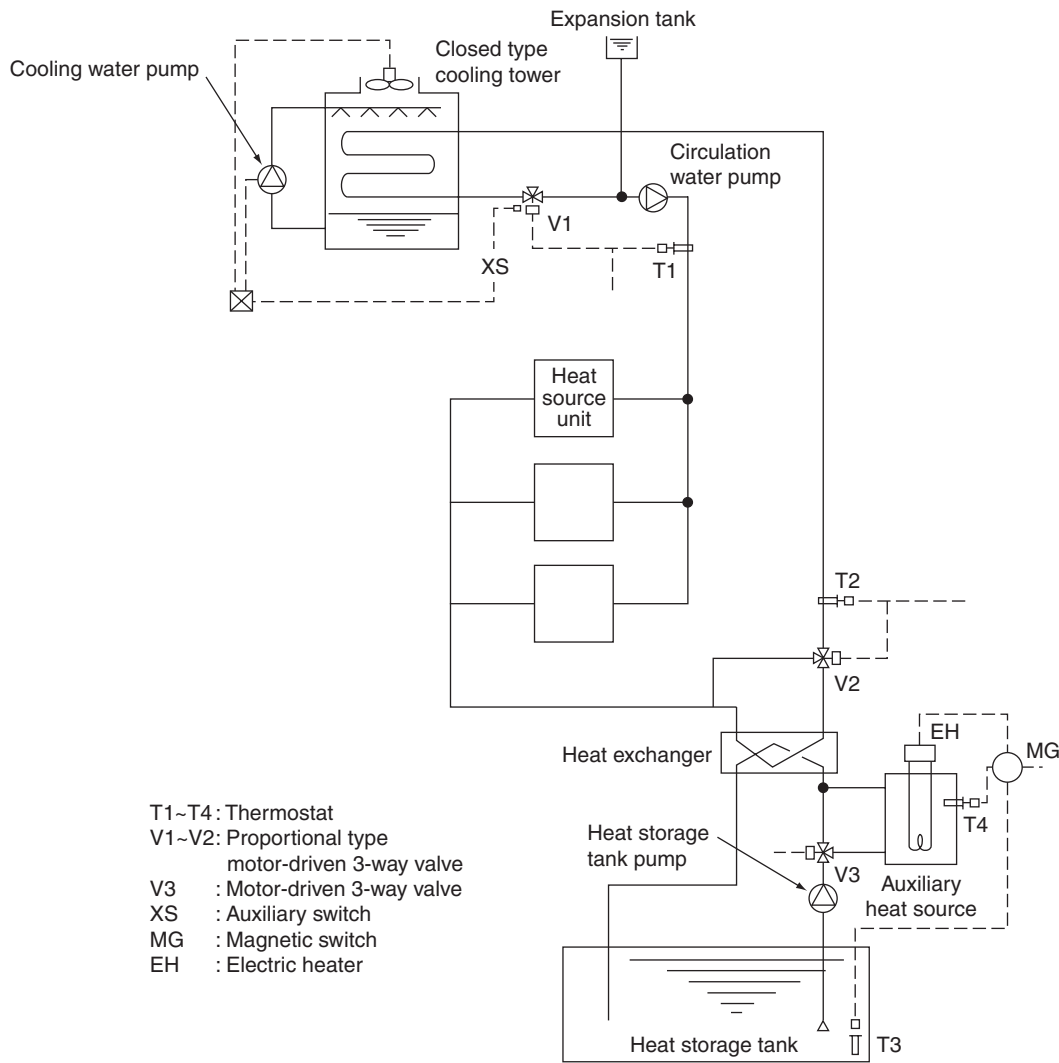 Expansion tank
Closed type
cooling tower
Cooling water pump
Circulation
water pump
V1
XS
T1
Heat
source
unit
T2
V2
EH
Heat exchanger
MG
T4
Heat storage
tank pump
V3
Auxiliary
heat source
T1~T4 : Thermostat
V1~V2: Proportional type
motor-driven 3-way valve
V3 : Motor-driven 3-way valve
XS : Auxiliary switch
MG : Magnetic switch
EH : Electric heater
Heat storage tank
T3